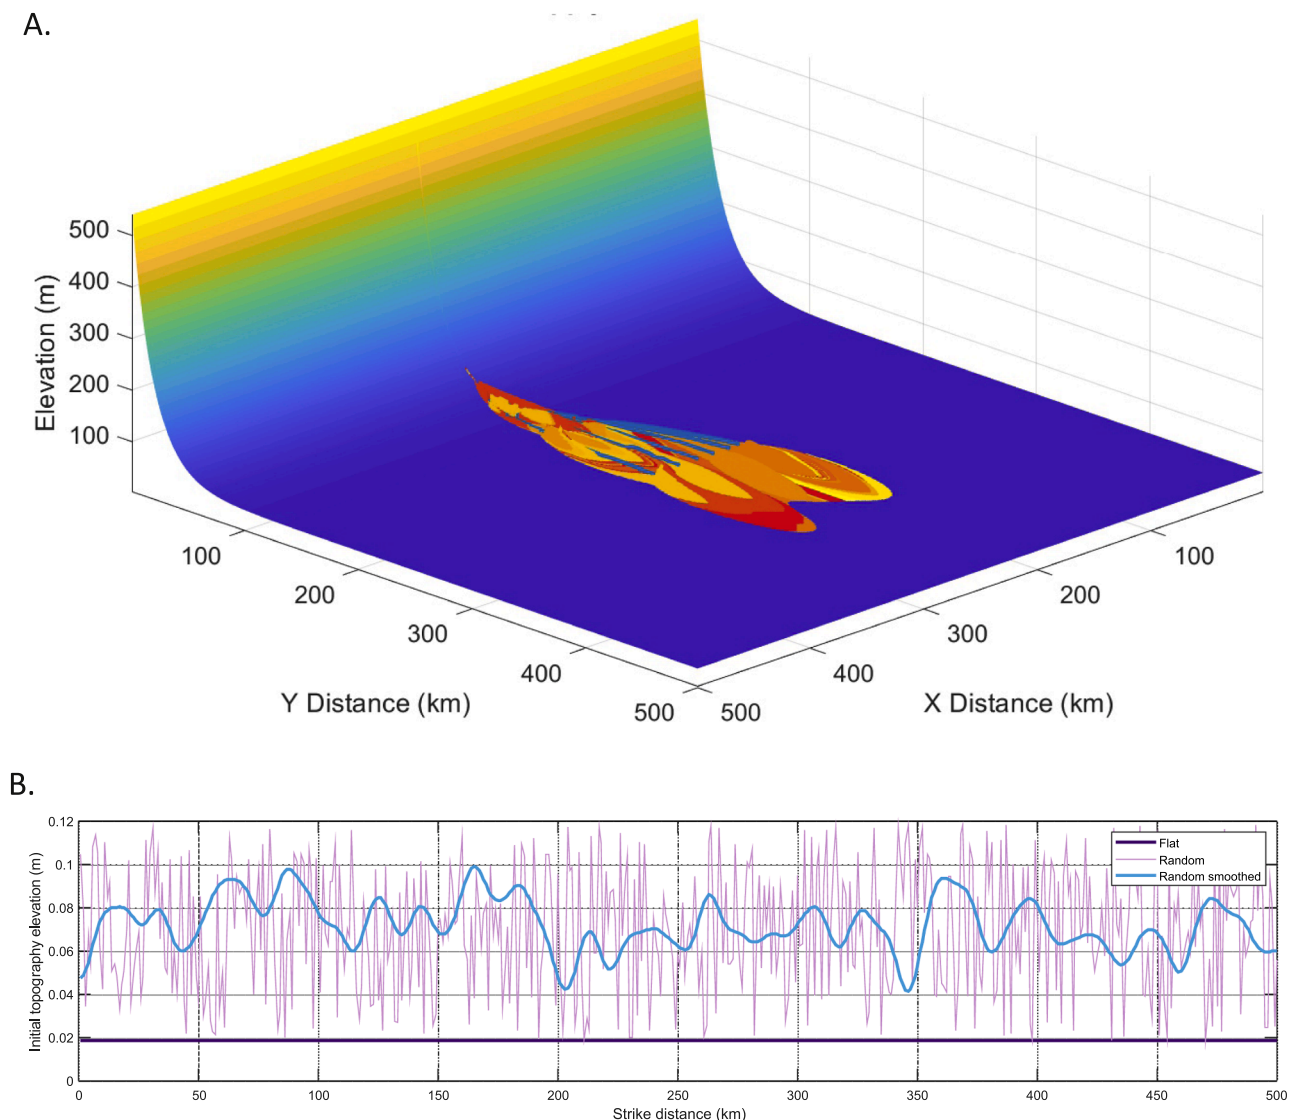 A.
Elevation (m)
500
400
300
200
100
100
200
300
400
500
Y Distance (km)
500
400
300
200
100
X Distance (km)
B.
Initial topography elevation (m)
0.12
0.1
0.08
0.06
0.04
0.02
0
Flat
Random
Random smoothed
0 50 100 150 200 250 300 350 400 450 500
Strike distance (km)